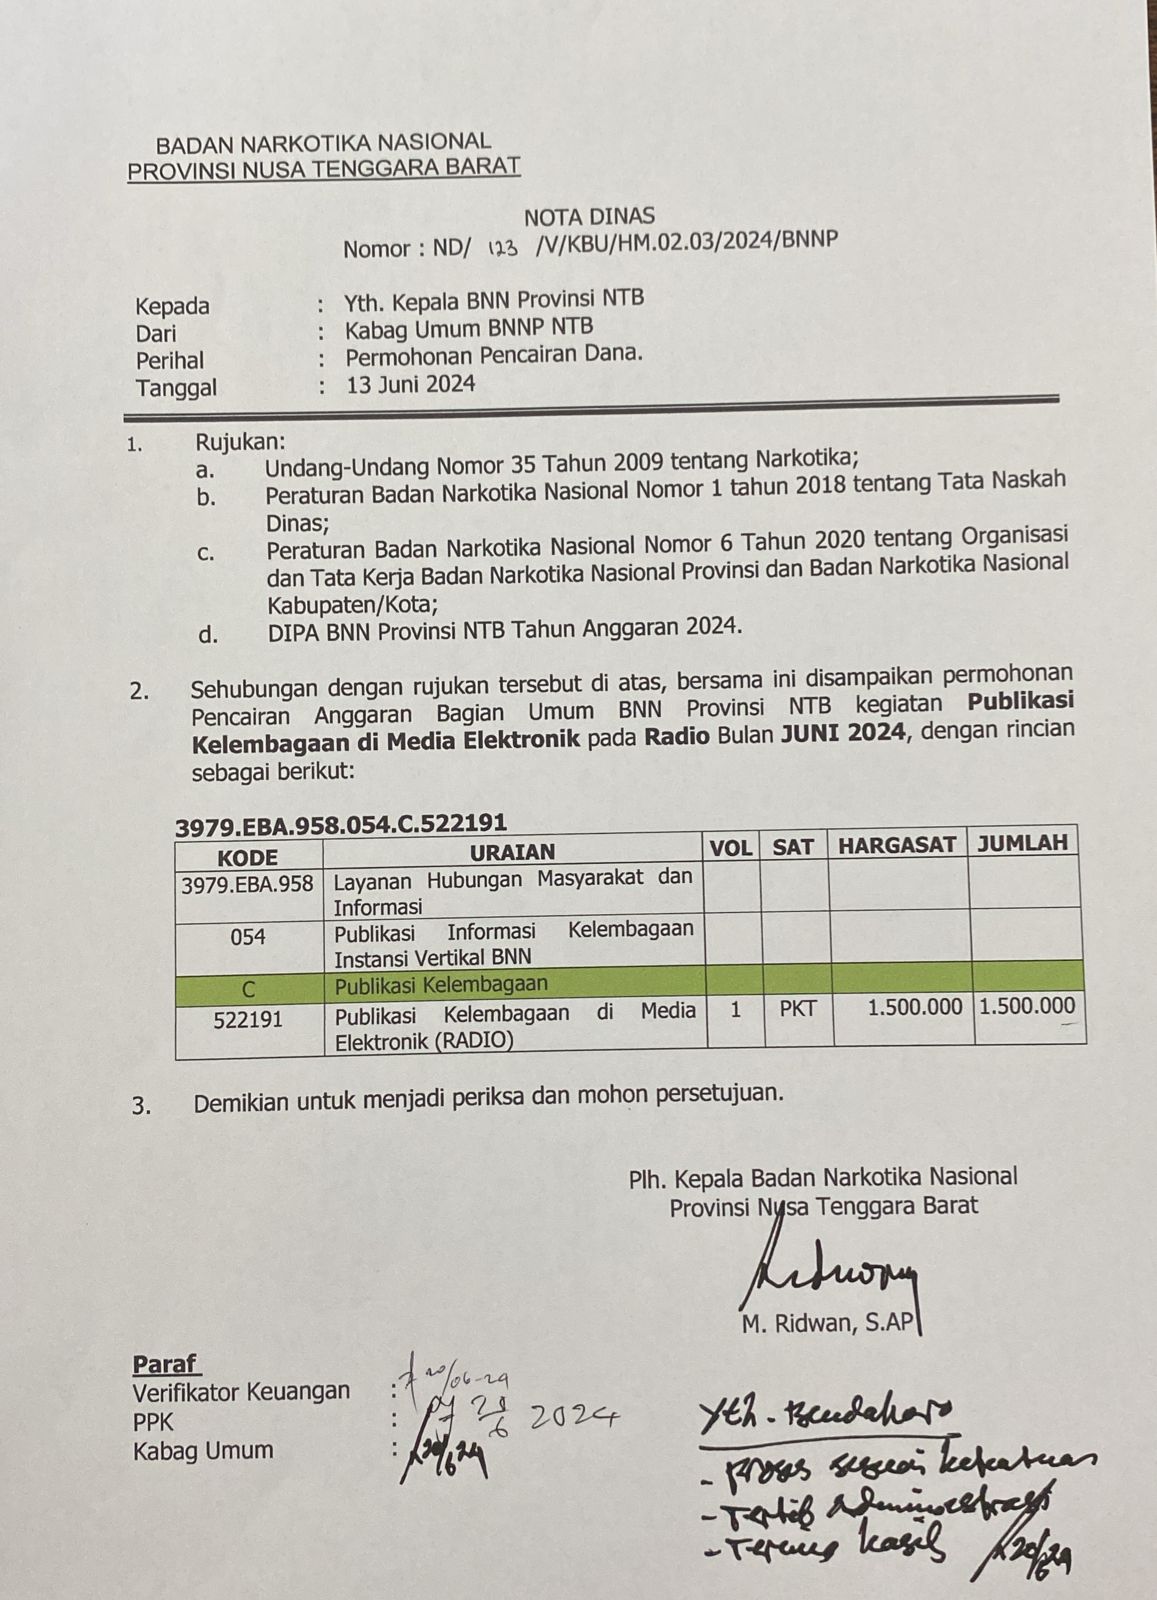 BADAN NARKOTIKA NASIONAL
PROVINSI NUSA TENGGARA BARAT
NOTA DINAS
Nomor : ND/ 123 /V/KBU/HM.02.03/2024/BNNP
Kepada : Yth. Kepala BNN Provinsi NTB
Dari : Kabag Umum BNNP NTB
Perihal : Permohonan Pencairan Dana.
Tanggal : 13 Juni 2024
1. Rujukan:
a. Undang-Undang Nomor 35 Tahun 2009 tentang Narkotika;
b. Peraturan Badan Narkotika Nasional Nomor 1 tahun 2018 tentang Tata Naskah
Dinas;
c. Peraturan Badan Narkotika Nasional Nomor 6 Tahun 2020 tentang Organisasi
dan Tata Kerja Badan Narkotika Nasional Provinsi dan Badan Narkotika Nasional
Kabupaten/Kota;
d. DIPA BNN Provinsi NTB Tahun Anggaran 2024.
2. Sehubungan dengan rujukan tersebut di atas, bersama ini disampaikan permohonan
Pencairan Anggaran Bagian Umum BNN Provinsi NTB kegiatan Publikasi
Kelembagaan di Media Elektronik pada Radio Bulan JUNI 2024, dengan rincian
sebagai berikut:
3979.EBA.958.054.C.522191
KODE URAIAN VOL SAT HARGASAT JUMLAH
3979.EBA.958 Layanan Hubungan Masyarakat dan
Informasi
054 Publikasi Informasi Kelembagaan
Instansi Vertikal BNN
C Publikasi Kelembagaan
522191 Publikasi Kelembagaan di Media 1 PKT 1.500.000 1.500.000
Elektronik (RADIO)
3. Demikian untuk menjadi periksa dan mohon persetujuan.
Plh. Kepala Badan Narkotika Nasional
Provinsi Nusa Tenggara Barat
M. Ridwan, S.AP
Paraf
Verifikator Keuangan : 20/06-24
PPK : 20/6 2024
Kabag Umum : 20/6 24
Yth. Bendahara
- Proses sesuai ketentuan
- Tertib Administrasi
- Terima kasih 20/6 24